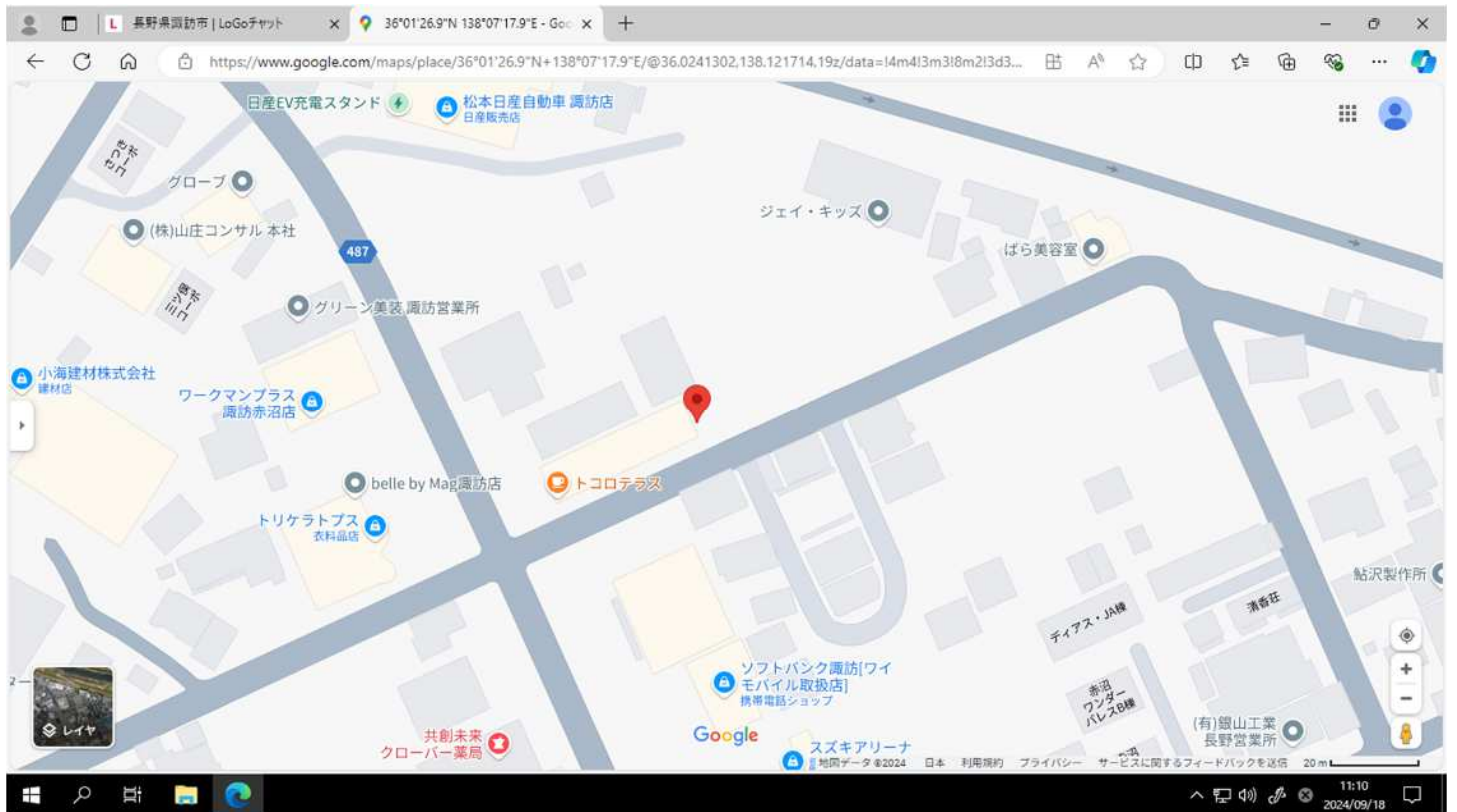 長野県諏訪市 | LoGoチャット
36°01'26.9"N 138°07'17.9"E - Goo
https://www.google.com/maps/place/36°01'26.9"N+138°07'17.9"E/@36.0241302,138.121714,19z/data=!4m4!3m3!8m2!3d3...
日産EV充電スタンド
松本日産自動車 諏訪店
日産販売店
グローブ
(株)山庄コンサル 本社
487
ジェイ・キッズ
ばら美容室
グリーン美装 諏訪営業所
小海建材株式会社
建材店
ワークマンプラス
諏訪赤沼店
belle by Mag諏訪店
トコロテラス
トリケラトプス
衣料品店
鮎沢製作所
清香荘
ディアス・JA棟
ソフトバンク諏訪[ワイ
モバイル取扱店]
携帯電話ショップ
赤沼
ワンダー
パレスB棟
(有)銀山工業
長野営業所
レイヤ
共創未来
クローバー薬局
Google
スズキアリーナ
地図データ ©2024 日本 利用規約 プライバシー サービスに関するフィードバックを送信 20 m
11:10
2024/09/18